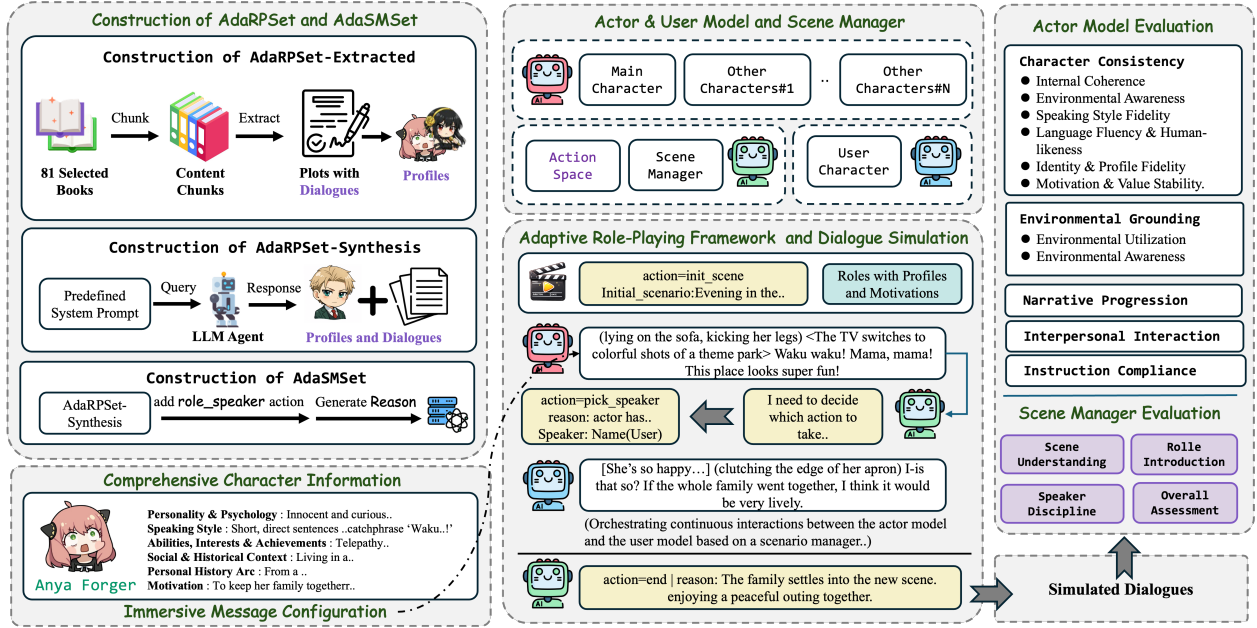 Construction of AdaRPSet and AdaSMSet
Construction of AdaRPSet-Extracted
Chunk
Extract
81 Selected
Books
Content
Chunks
Plots with
Dialogues
Profiles
Construction of AdaRPSet-Synthesis
Predefined
System Prompt
Query
Response
LLM Agent
Profiles and Dialogues
Construction of AdaSMSet
AdaRPSet-
Synthesis
add role_speaker action
Generate Reason
Comprehensive Character Information
Personality & Psychology : Innocent and curious..
Speaking Style : Short, direct sentences ..catchphrase ‘Waku..!’
Abilities, Interests & Achievements : Telepathy..
Social & Historical Context : Living in a..
Personal History Arc : From a ..
Motivation : To keep her family togetherr..
Anya Forger
Immersive Message Configuration
Actor & User Model and Scene Manager
AI
Main
Character
Other
Characters#1
..
Other
Characters#N
Action
Space
Scene
Manager
AI
User
Character
AI
Adaptive Role-Playing Framework and Dialogue Simulation
action=init_scene
Initial_scenario:Evening in the..
Roles with Profiles
and Motivations
AI
(lying on the sofa, kicking her legs) <The TV switches to
colorful shots of a theme park> Waku waku! Mama, mama!
This place looks super fun!
action=pick_speaker
reason: actor has..
Speaker: Name(User)
I need to decide
which action to
take..
AI
AI
[She’s so happy…] (clutching the edge of her apron) I-is
that so? If the whole family went together, I think it would
be very lively.
(Orchestrating continuous interactions between the actor model
and the user model based on a scenario manager..)
AI
action=end | reason: The family settles into the new scene.
enjoying a peaceful outing together.
Actor Model Evaluation
Character Consistency
● Internal Coherence
● Environmental Awareness
● Speaking Style Fidelity
● Language Fluency & Human-
likeness
● Identity & Profile Fidelity
● Motivation & Value Stability.
Environmental Grounding
● Environmental Utilization
● Environmental Awareness
Narrative Progression
Interpersonal Interaction
Instruction Compliance
Scene Manager Evaluation
Scene
Understanding
Rolle
Introduction
Speaker
Discipline
Overall
Assessment
Simulated Dialogues